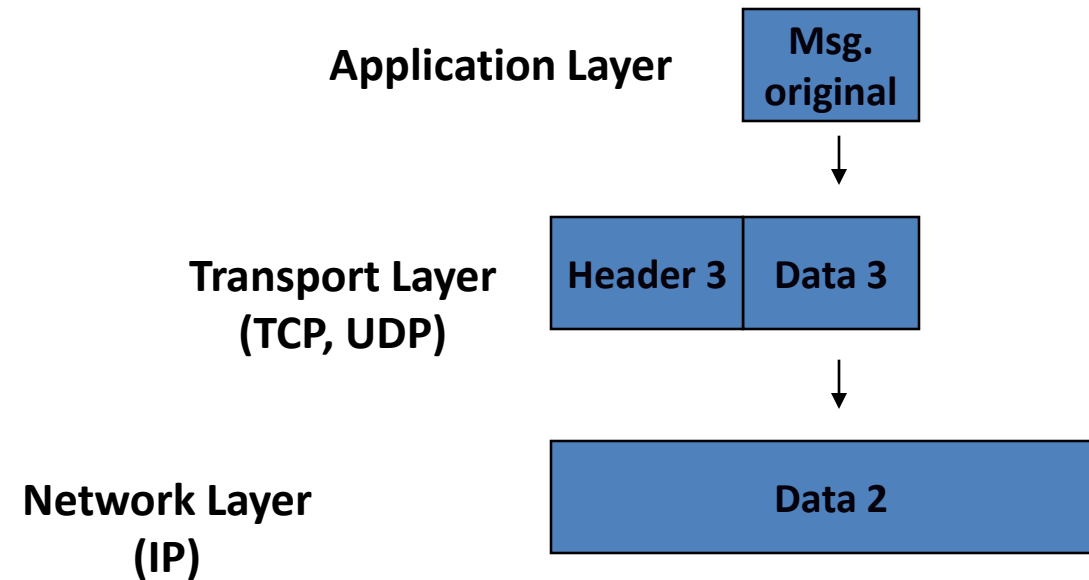 Application Layer
Msg.
original
Transport Layer
(TCP, UDP)
Header 3
Data 3
Network Layer
(IP)
Data 2